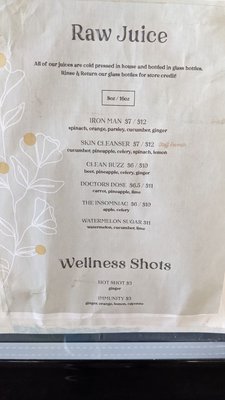 Raw Juice
All of our juices are cold pressed in house and bottled in glass bottles.
Rinse & Return our glass bottles for store credit!
8oz / 16oz
IRON MAN $7 / $12
spinach, orange, parsley, cucumber, ginger
SKIN CLEANSER $7 / $12
cucumber, pineapple, celery, spinach, lemon
CLEAN BUZZ $6 / $10
beet, pineapple, celery, ginger
DOCTORS DOSE $6.5 / $11
carrot, pineapple, lime
THE INSOMNIAC $6 / $10
apple, celery
WATERMELON SUGAR $11
watermelon, cucumber, lime
Wellness Shots
HOT SHOT $3
ginger
IMMUNITY $3
ginger, orange, lemon, cayenne